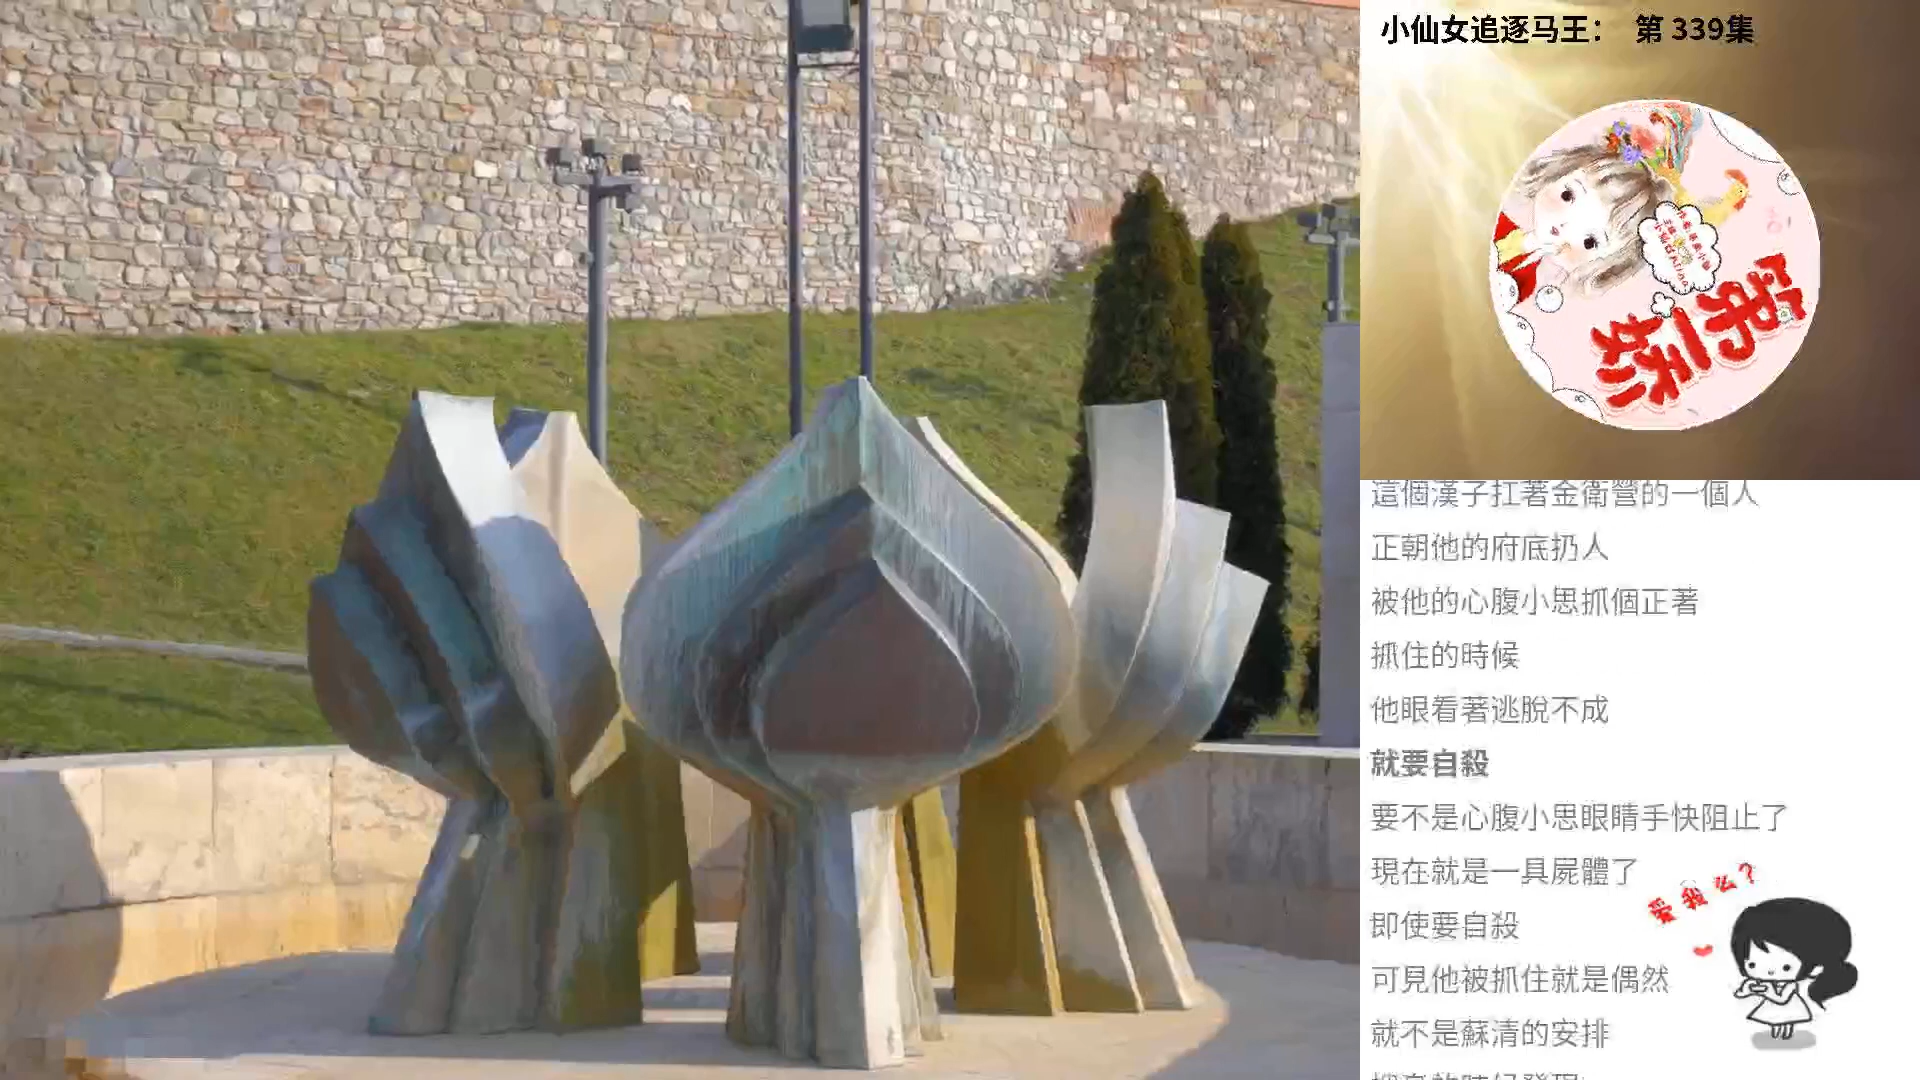 小仙女追逐马王： 第 339集
第一娇
這個漢子扛著金衛營的一個人
正朝他的府底扔人
被他的心腹小思抓個正著
抓住的時候
他眼看著逃脫不成
就要自殺
要不是心腹小思眼睛手快阻止了
現在就是一具屍體了
爱我么？
即使要自殺
可見他被抓住就是偶然
就不是蘇清的安排